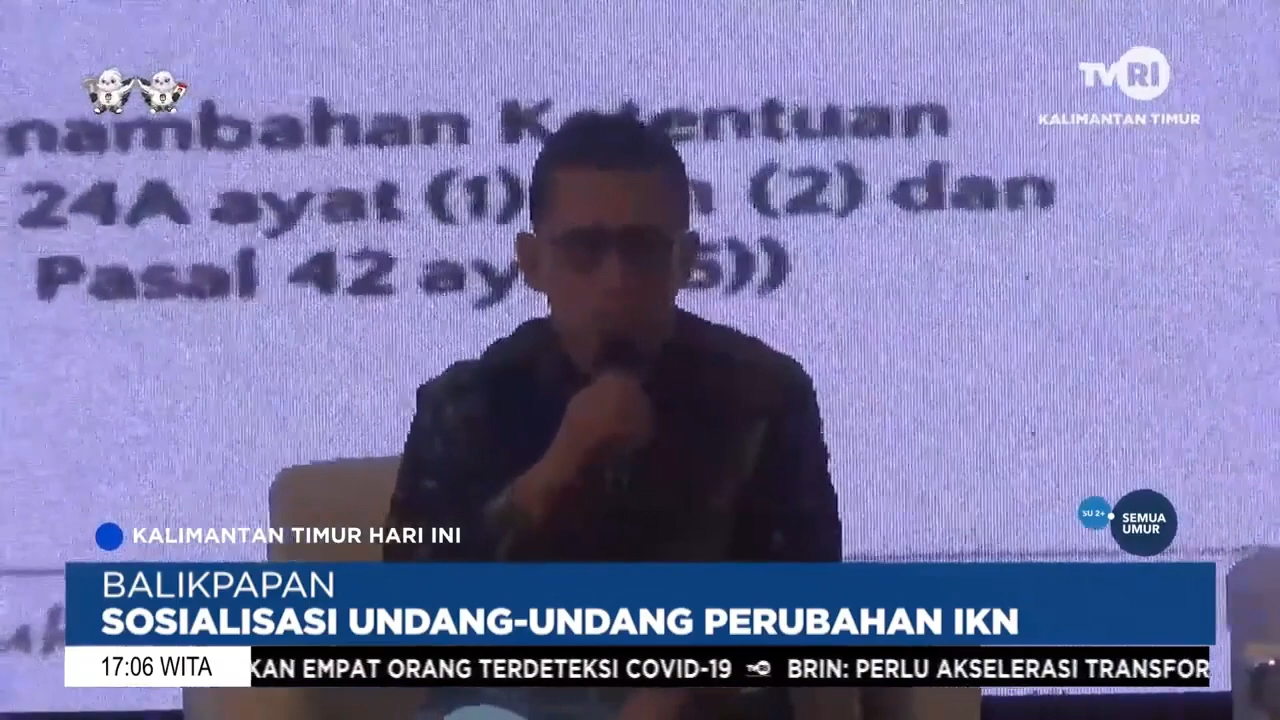 nambahan Ketentuan
24A ayat (1) (2) dan
Pasal 42 ay 5))
TVRI
KALIMANTAN TIMUR
KALIMANTAN TIMUR HARI INI
SU 2+
SEMUA
UMUR
BALIKPAPAN
SOSIALISASI UNDANG-UNDANG PERUBAHAN IKN
17:06 WITA
KAN EMPAT ORANG TERDETEKSI COVID-19 TVRI BRIN: PERLU AKSELERASI TRANSFOR